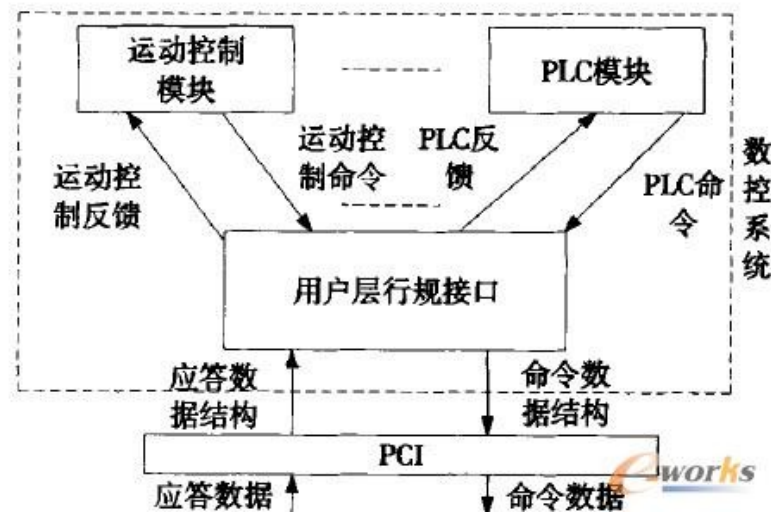 运动控制
模块
PLC模块
运动控
制反馈
运动控
制命令
PLC反
馈
PLC命
令
数
控
系
统
用户层行规接口
应答数
据结构
命令数
据结构
PCI
应答数据
命令数据
e-works